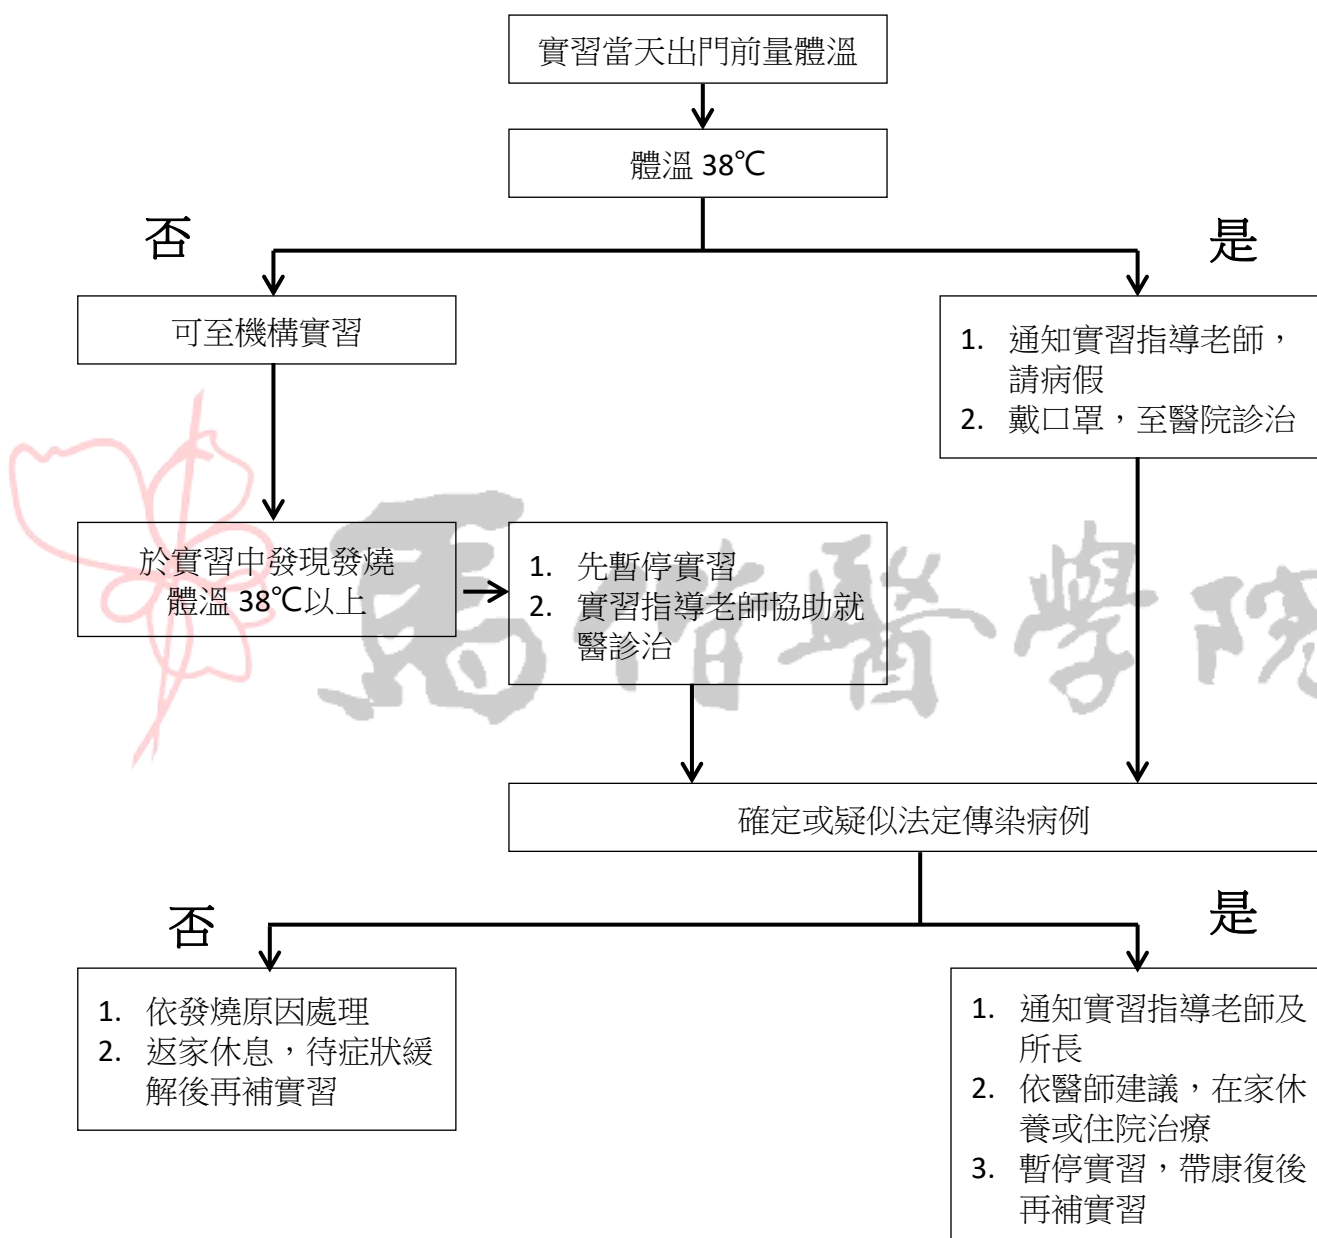 實習當天出門前量體溫
體溫 38℃
否
是
可至機構實習
1. 通知實習指導老師，
請病假
2. 戴口罩，至醫院診治
於實習中發現發燒
體溫 38℃以上
1. 先暫停實習
2. 實習指導老師協助就
醫診治
馬偕醫學院
確定或疑似法定傳染病例
否
是
1. 依發燒原因處理
2. 返家休息，待症狀緩
解後再補實習
1. 通知實習指導老師及
所長
2. 依醫師建議，在家休
養或住院治療
3. 暫停實習，帶康復後
再補實習